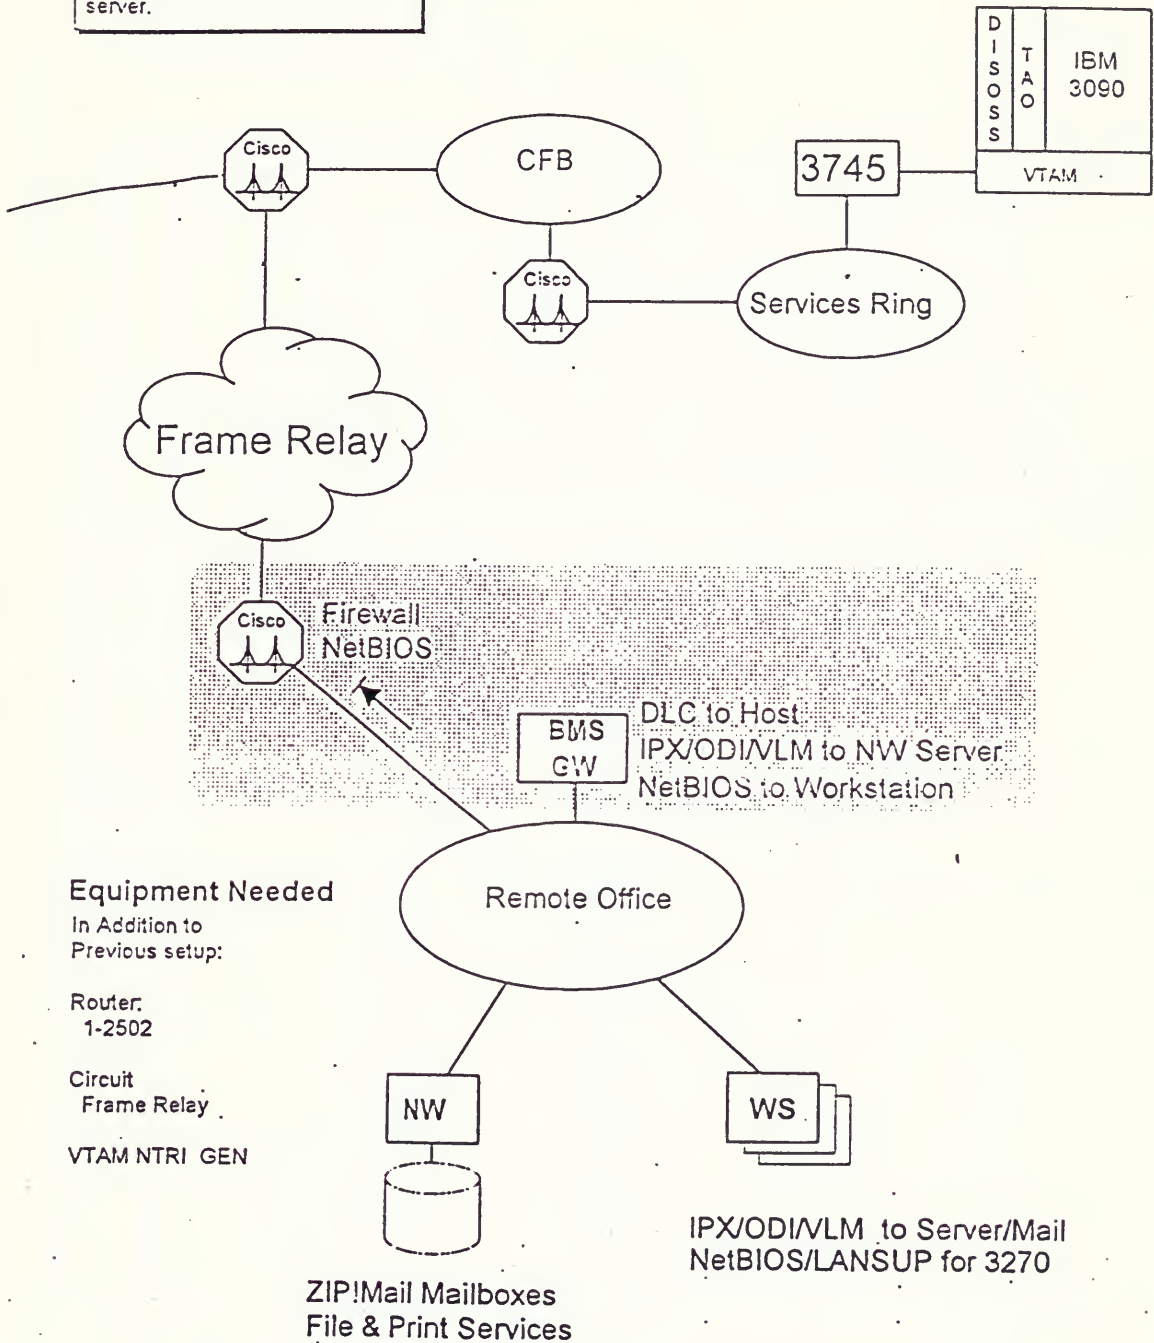 server.
DISOSS
TAO
IBM
3090
VTAM
Cisco
CFB
3745
Cisco
Services Ring
Frame Relay
Cisco
Firewall
NetBIOS
BMS
GW
DLC to Host
IPX/ODI/VLM to NW Server
NetBIOS to Workstation
Remote Office
Equipment Needed
In Addition to
Previous setup:
Router:
1-2502
Circuit
Frame Relay
VTAM NTRI GEN
NW
WS
IPX/ODI/VLM to Server/Mail
NetBIOS/LANSUP for 3270
ZIP!Mail Mailboxes
File & Print Services